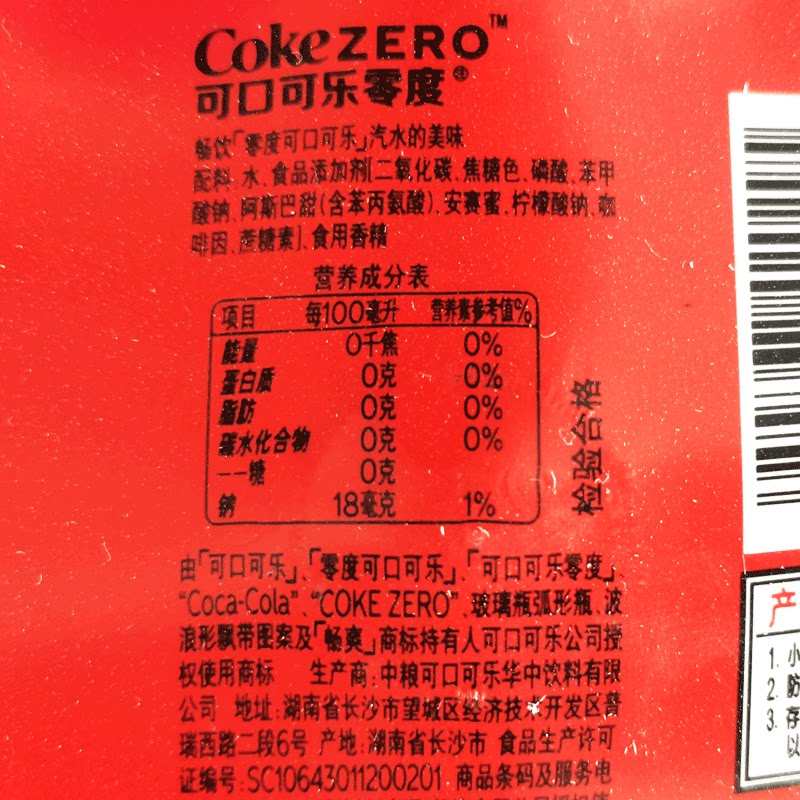 Coke ZERO™
可口可乐零度®
畅饮「零度可口可乐」汽水的美味
配料:水、食品添加剂[二氧化碳、焦糖色、磷酸、苯甲
酸钠、阿斯巴甜(含苯丙氨酸)、安赛蜜、柠檬酸钠、咖
啡因、蔗糖素]、食用香精
营养成分表
项目 每100毫升 营养素参考值%
能量 0千焦 0%
蛋白质 0克 0%
脂肪 0克 0%
碳水化合物 0克 0%
——糖 0克
钠 18毫克 1%
检验合格
由「可口可乐」、「零度可口可乐」、「可口可乐零度」、
“Coca-Cola”、“COKE ZERO”、玻璃瓶弧形瓶、波
浪形飘带图案及「畅爽」商标持有人可口可乐公司授
权使用商标 生产商:中粮可口可乐华中饮料有限
公司 地址:湖南省长沙市望城区经济技术开发区普
瑞西路二段6号 产地:湖南省长沙市 食品生产许可
证编号:SC10643011200201、商品条码及服务电
产
1. 小
2. 防
3. 存
以